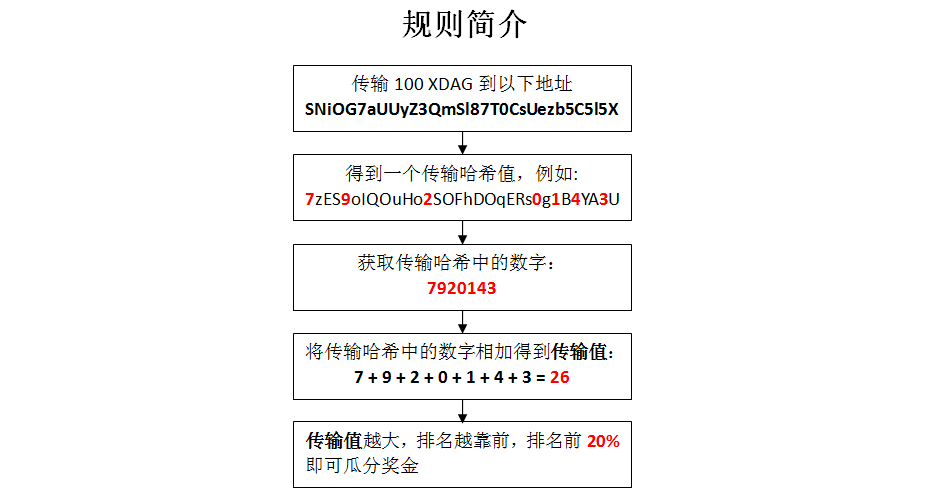 规则简介
传输 100 XDAG 到以下地址
SNiOG7aUUyZ3QmSl87T0CsUezb5C5l5X
得到一个传输哈希值，例如:
7zES9oIQOuHo2SOFhDOqERs0g1B4YA3U
获取传输哈希中的数字：
7920143
将传输哈希中的数字相加得到传输值：
7 + 9 + 2 + 0 + 1 + 4 + 3 = 26
传输值越大，排名越靠前，排名前 20%
即可瓜分奖金